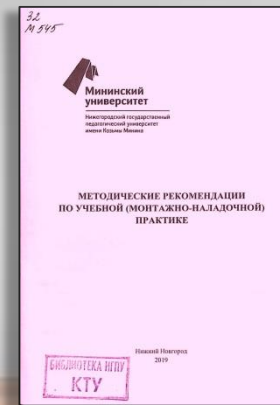 32
М 545
Мининский
университет
Нижегородский государственный
педагогический университет
имени Козьмы Минина
МЕТОДИЧЕСКИЕ РЕКОМЕНДАЦИИ
ПО УЧЕБНОЙ (МОНТАЖНО-НАЛАДОЧНОЙ)
ПРАКТИКЕ
Нижний Новгород
2019
БИБЛИОТЕКА НГПУ
КТУ